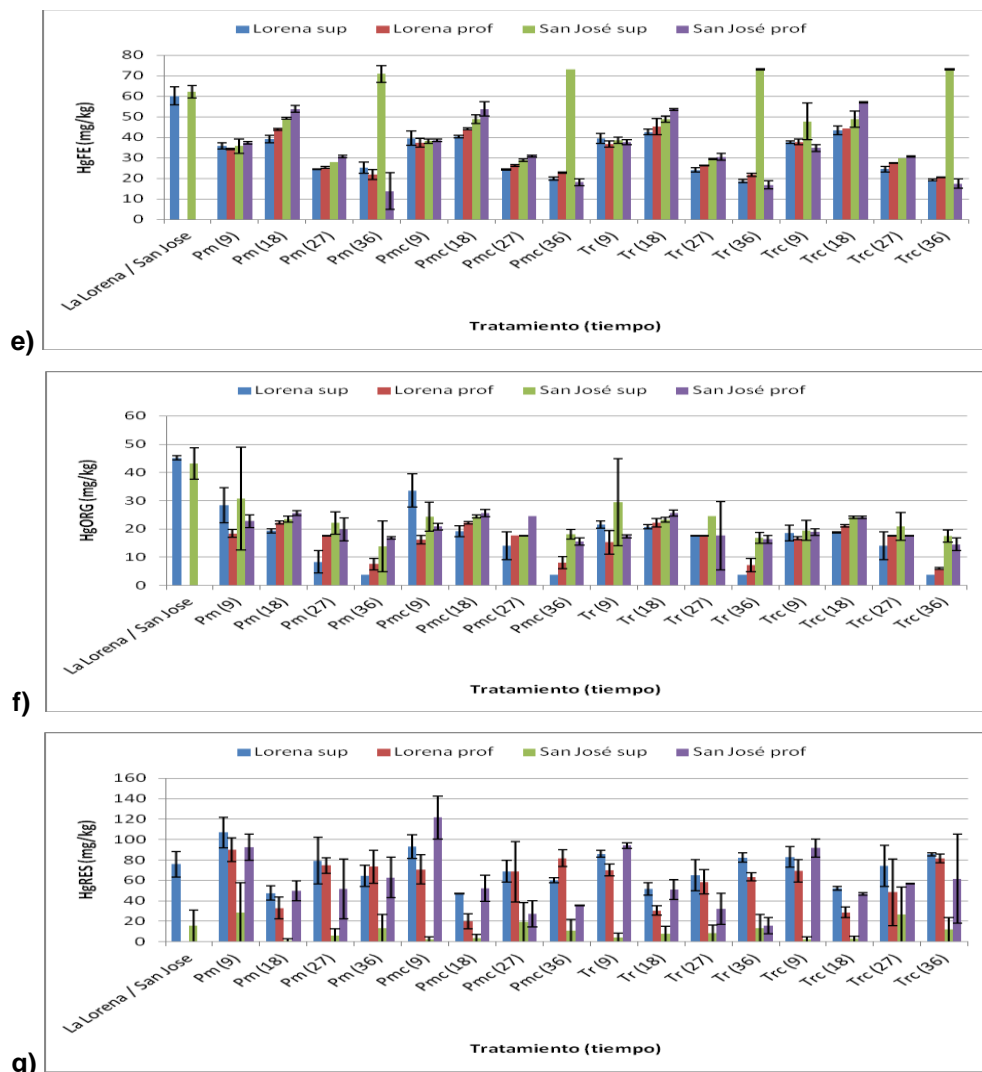 Lorena sup Lorena prof San José sup San José prof
80
70
60
50
40
30
20
10
0
HgFE (mg/kg)
La Lorena / San Jose Pm (9) Pm (18) Pm (27) Pm (36) Pmc (9) Pmc (18) Pmc (27) Pmc (36) Tr (9) Tr (18) Tr (27) Tr (36) Trc (9) Trc (18) Trc (27) Trc (36)
Tratamiento (tiempo)
e)
Lorena sup Lorena prof San José sup San José prof
60
50
40
30
20
10
0
HgORG (mg/kg)
La Lorena / San Jose Pm (9) Pm (18) Pm (27) Pm (36) Pmc (9) Pmc (18) Pmc (27) Pmc (36) Tr (9) Tr (18) Tr (27) Tr (36) Trc (9) Trc (18) Trc (27) Trc (36)
Tratamiento (tiempo)
f)
Lorena sup Lorena prof San José sup San José prof
160
140
120
100
80
60
40
20
0
HgRES (mg/kg)
La Lorena / San Jose Pm (9) Pm (18) Pm (27) Pm (36) Pmc (9) Pmc (18) Pmc (27) Pmc (36) Tr (9) Tr (18) Tr (27) Tr (36) Trc (9) Trc (18) Trc (27) Trc (36)
Tratamiento (tiempo)
g)